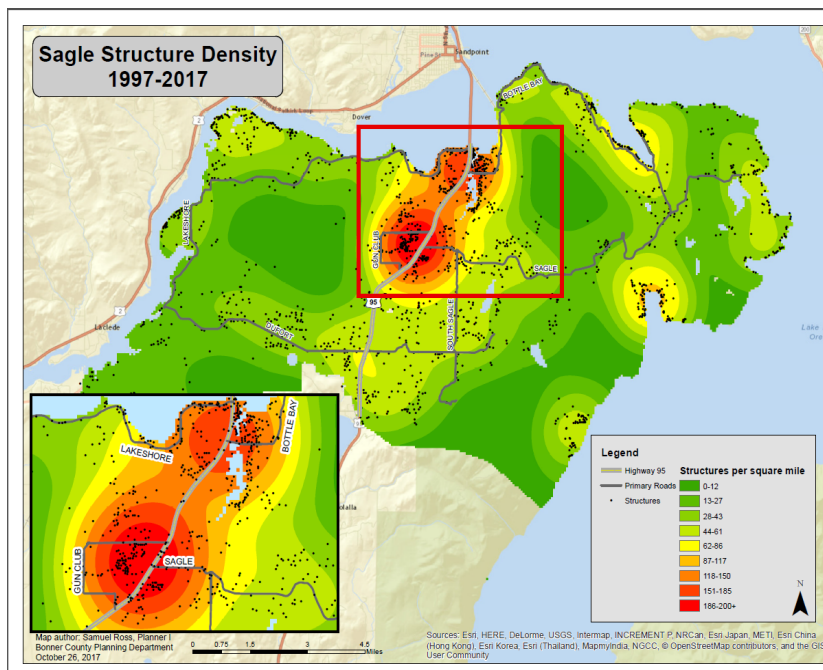 Sagle Structure Density
1997-2017
Sandpoint
Dover
BOTTLE BAY
2
200
LAKESHORE
GUN CLUB
SAGLE
95
SOUTH SAGLE
DUFORT
Laclede
2
Lake
95
LAKESHORE
BOTTLE BAY
GUN CLUB
SAGLE
Map author: Samuel Ross, Planner I
Bonner County Planning Department
October 26, 2017
0 0.75 1.5 3 4.5
Miles
Legend
Highway 95
Primary Roads
Structures
Structures per square mile
0-12
13-27
28-43
44-61
62-86
87-117
118-150
151-185
186-200+
N
Sources: Esri, HERE, DeLorme, USGS, Intermap, INCREMENT P, NRCan, Esri Japan, METI, Esri China
(Hong Kong), Esri Korea, Esri (Thailand), MapmyIndia, NGCC, © OpenStreetMap contributors, and the GIS
User Community